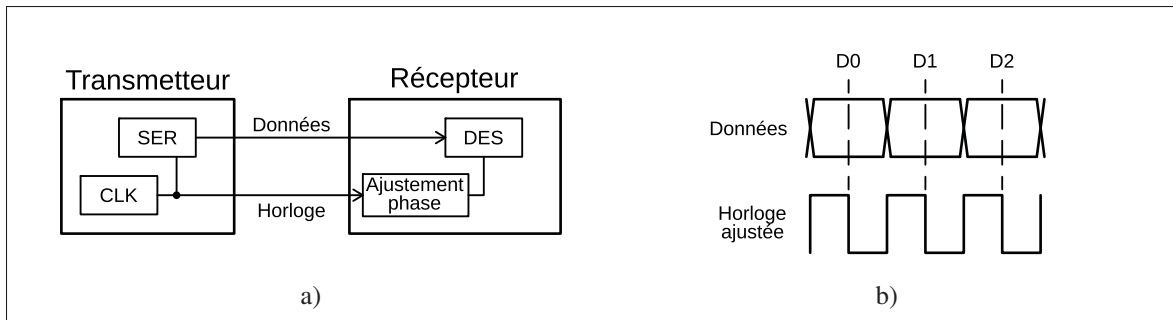 Transmetteur
SER
CLK
Données
Horloge
Récepteur
DES
Ajustement
phase
a)
D0 D1 D2
Données
Horloge
ajustée
b)